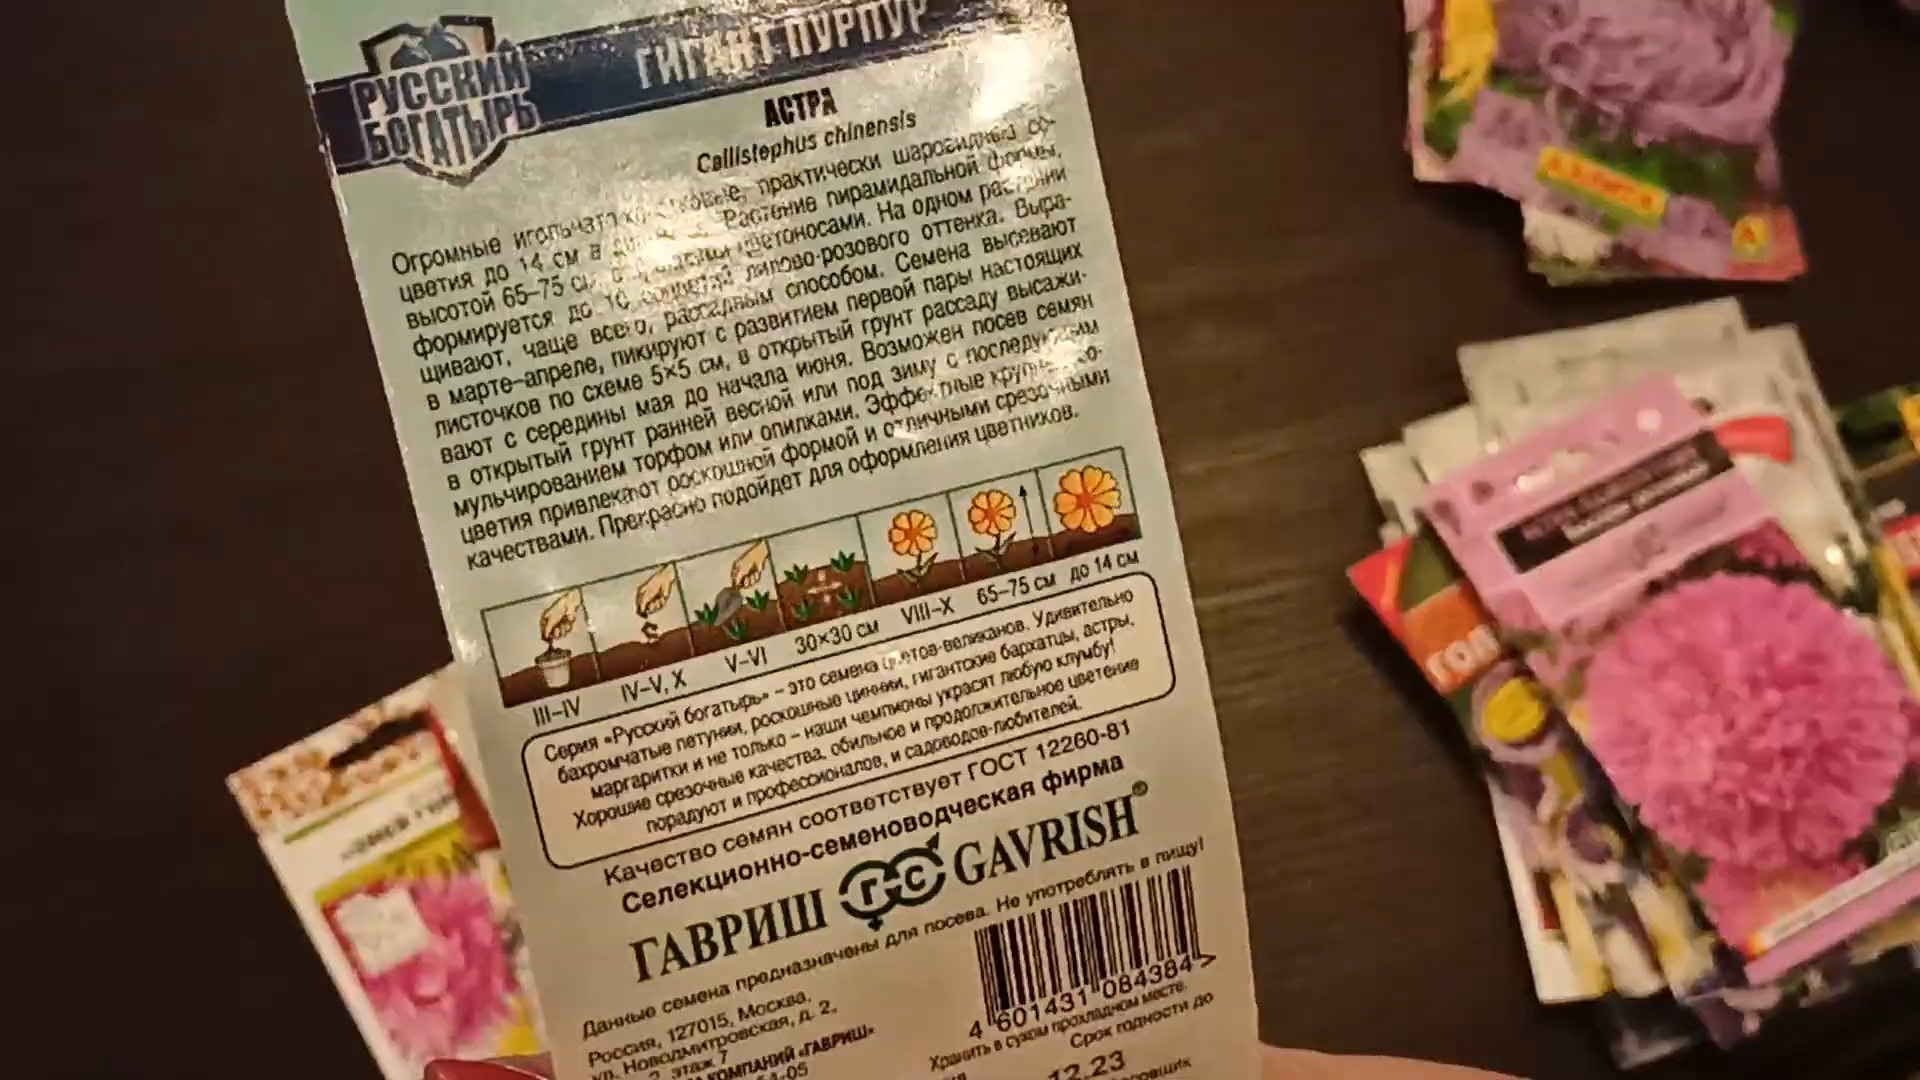 РУССКИЙ
БОГАТЫРЬ
ГИГАНТ ПУРПУР
АСТРА
Callistephus chinensis
Огромные практически шаровидные со-
цветия до 14 см в Растение пирамидальной формы,
высотой 65–75 цветоносами. На одном растении
формируется до 10 соцветий лилово-розового оттенка. Выра-
щивают, чаще всего, рассадным способом. Семена высевают
в марте–апреле, пикируют с развитием первой пары настоящих
листочков по схеме 5×5 см, в открытый грунт рассаду высажи-
вают с середины мая до начала июня. Возможен посев семян
в открытый грунт ранней весной или под зиму с последующим
мульчированием торфом или опилками. Эффектные крупные со-
цветия привлекают роскошной формой и отличными срезочными
качествами. Прекрасно подойдет для оформления цветников.
III–IV IV–V, X V–VI 30×30 см VIII–X 65–75 см до 14 см
Серия «Русский богатырь» – это семена цветов-великанов. Удивительно
бахромчатые петунии, роскошные циннии, гигантские бархатцы, астры,
маргаритки и не только – наши чемпионы украсят любую клумбу!
Хорошие срезочные качества, обильное и продолжительное цветение
порадуют и профессионалов, и садоводов-любителей.
Качество семян соответствует ГОСТ 12260-81
Селекционно-семеноводческая фирма
ГАВРИШ ГС GAVRISH®
Данные семена предназначены для посева. Не употреблять в пищу!
Россия, 127015, Москва,
ул. Новодмитровская, д. 2,
2, этаж 7
КОМПАНИЙ «ГАВРИШ»
4 601431 084384 >
Хранить в сухом прохладном месте.
Срок годности до
12.23